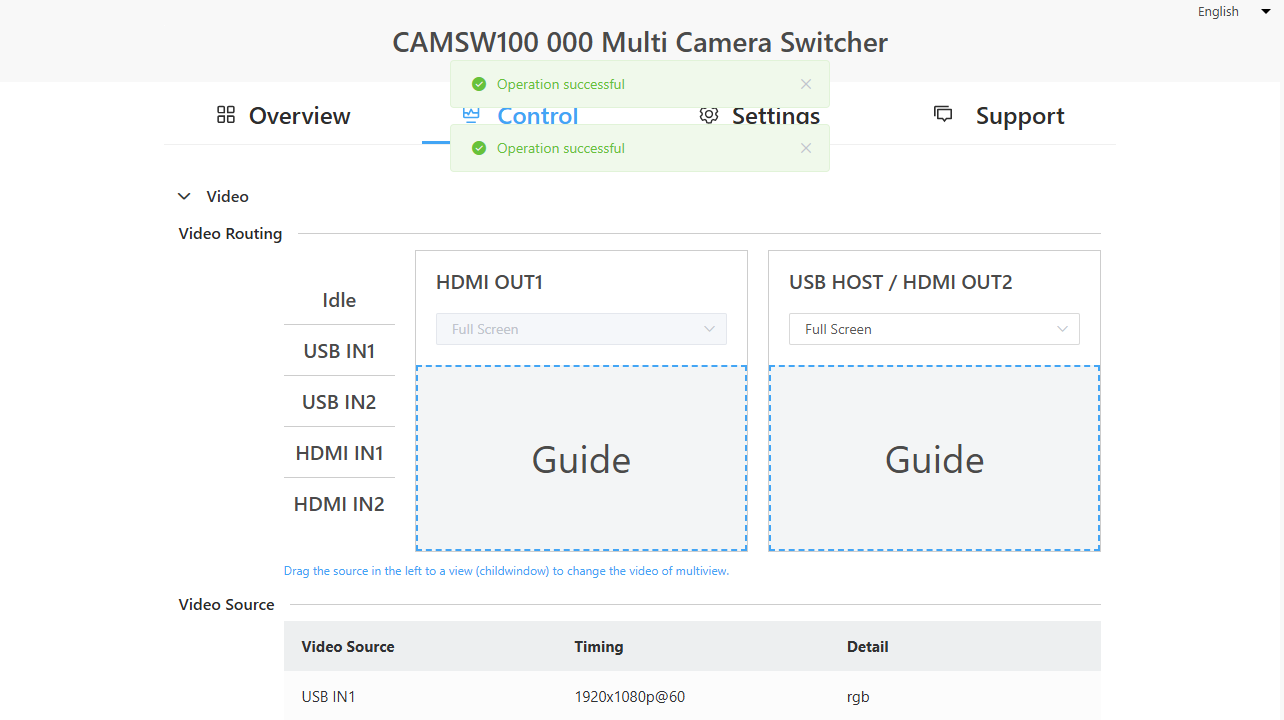 English
CAMSW100 000 Multi Camera Switcher
Operation successful
Overview
Control
Settings
Support
Operation successful
Video
Video Routing
HDMI OUT1
USB HOST / HDMI OUT2
Idle
Full Screen
Full Screen
USB IN1
USB IN2
HDMI IN1
HDMI IN2
Guide
Guide
Drag the source in the left to a view (childwindow) to change the video of multiview.
Video Source
Video Source Timing Detail
USB IN1 1920x1080p@60 rgb